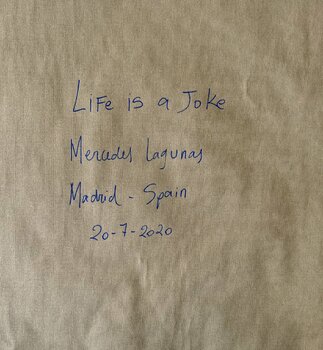 Life is a Joke
Mercedes Lagunas
Madrid - Spain
20-7-2020